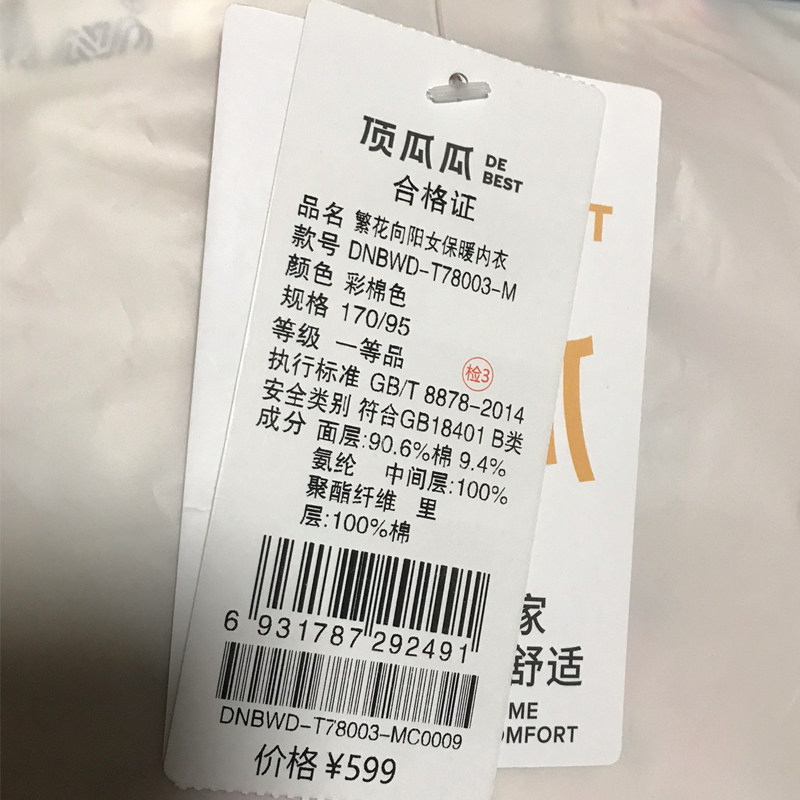 顶瓜瓜 DE BEST
合格证
品名 繁花向阳女保暖内衣
款号 DNBWD-T78003-M
颜色 彩棉色
规格 170/95
等级 一等品
检3
执行标准 GB/T 8878-2014
安全类别 符合GB18401 B类
成分 面层:90.6%棉 9.4%
氨纶 中间层:100%
聚酯纤维 里
层:100%棉
6 931787 292491
DNBWD-T78003-MC0009
价格 ¥599
T
家
舒适
ME
OMFORT